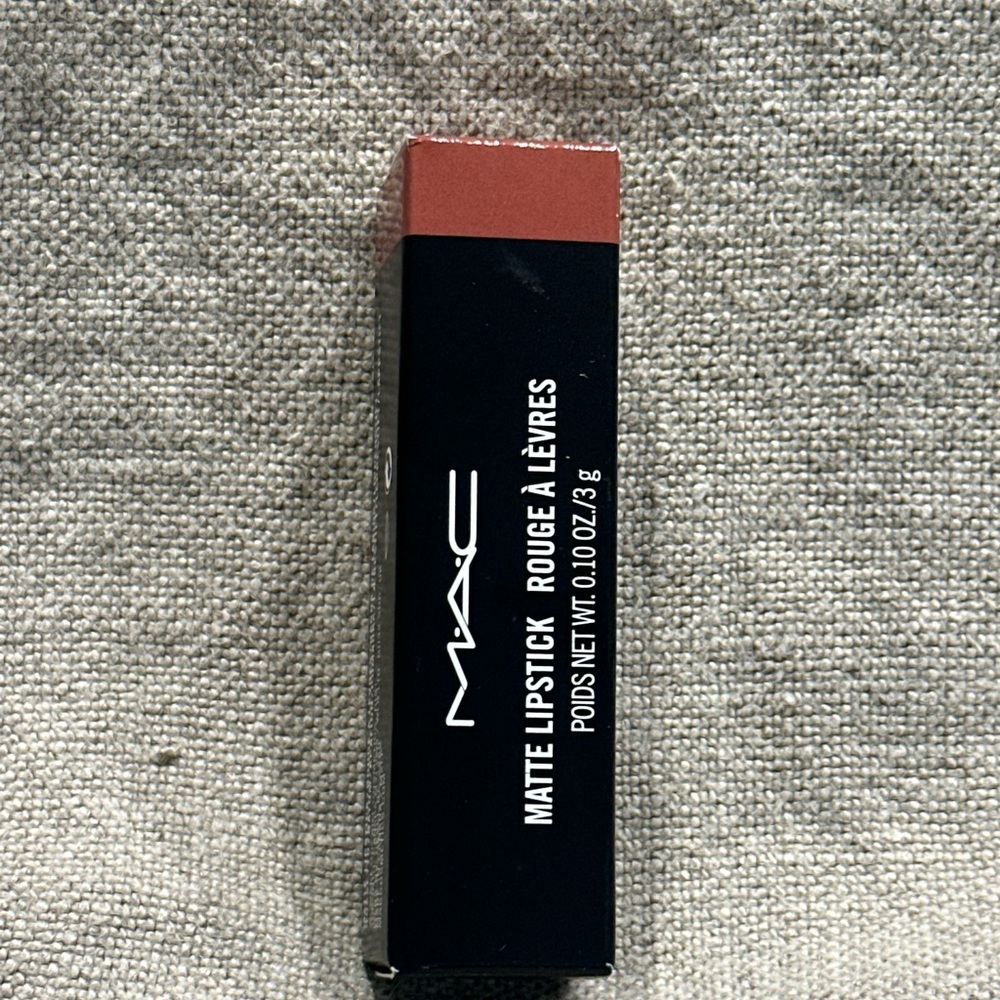 M·A·C
MATTE LIPSTICK ROUGE À LÈVRES
POIDS NET WT. 0.10 OZ./3 g